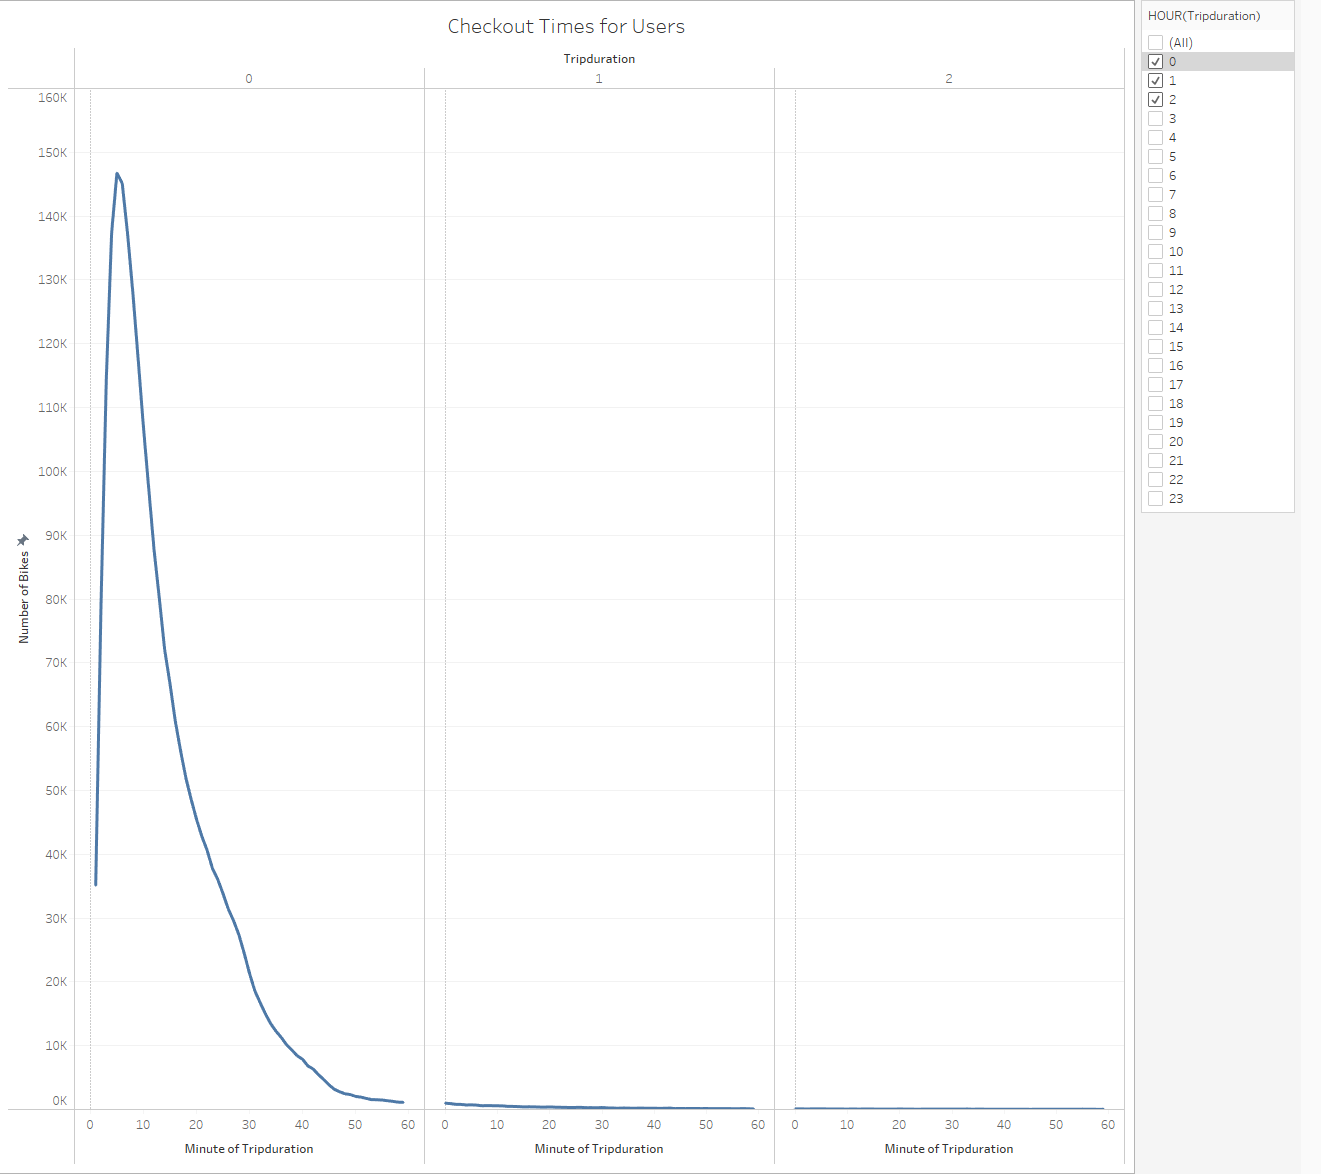 Checkout Times for Users
Tripduration
0 1 2
160K
150K
140K
130K
120K
110K
100K
90K
80K
70K
60K
50K
40K
30K
20K
10K
0K
Number of Bikes
0 10 20 30 40 50 60 0 10 20 30 40 50 60 0 10 20 30 40 50 60
Minute of Tripduration Minute of Tripduration Minute of Tripduration
HOUR(Tripduration)
(All)
0
1
2
3
4
5
6
7
8
9
10
11
12
13
14
15
16
17
18
19
20
21
22
23